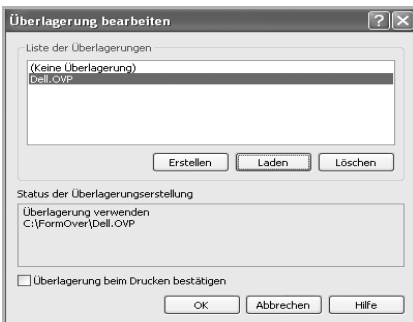 Überlagerung bearbeiten
Liste der Überlagerungen
(Keine Überlagerung)
Dell.OVP
Erstellen Laden Löschen
Status der Überlagerungserstellung
Überlagerung verwenden
C:\FormOver\Dell.OVP
Überlagerung beim Drucken bestätigen
OK Abbrechen Hilfe